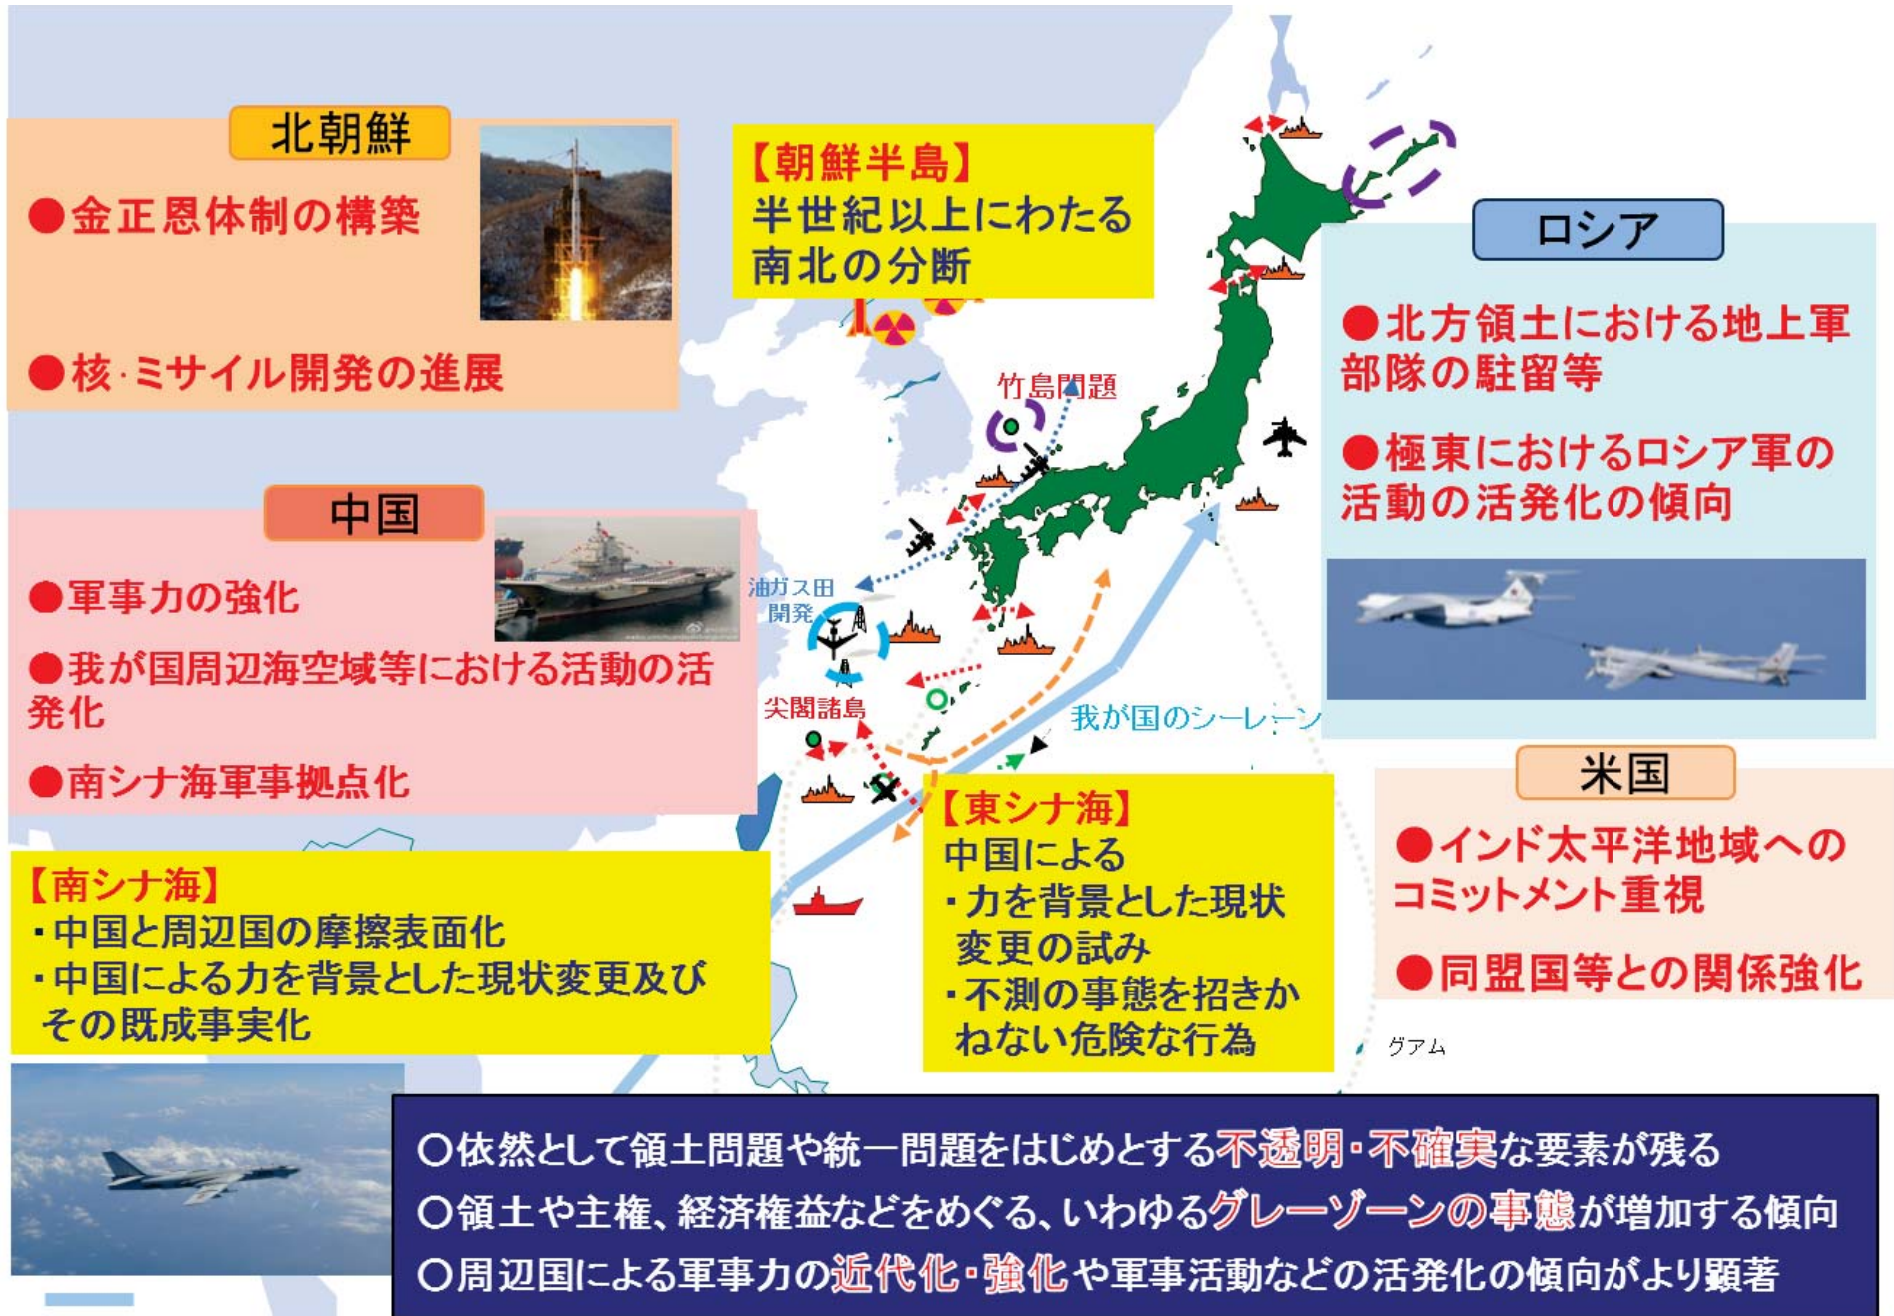 北朝鮮
●金正恩体制の構築
●核・ミサイル開発の進展
【朝鮮半島】
半世紀以上にわたる
南北の分断
ロシア
●北方領土における地上軍
部隊の駐留等
●極東におけるロシア軍の
活動の活発化の傾向
竹島問題
中国
●軍事力の強化
●我が国周辺海空域等における活動の活
発化
●南シナ海軍事拠点化
油ガス田
開発
尖閣諸島
我が国のシーレーン
米国
●インド太平洋地域への
コミットメント重視
●同盟国等との関係強化
【東シナ海】
中国による
・力を背景とした現状
変更の試み
・不測の事態を招きか
ねない危険な行為
【南シナ海】
・中国と周辺国の摩擦表面化
・中国による力を背景とした現状変更及び
その既成事実化
グアム
○依然として領土問題や統一問題をはじめとする不透明・不確実な要素が残る
○領土や主権、経済権益などをめぐる、いわゆるグレーゾーンの事態が増加する傾向
○周辺国による軍事力の近代化・強化や軍事活動などの活発化の傾向がより顕著